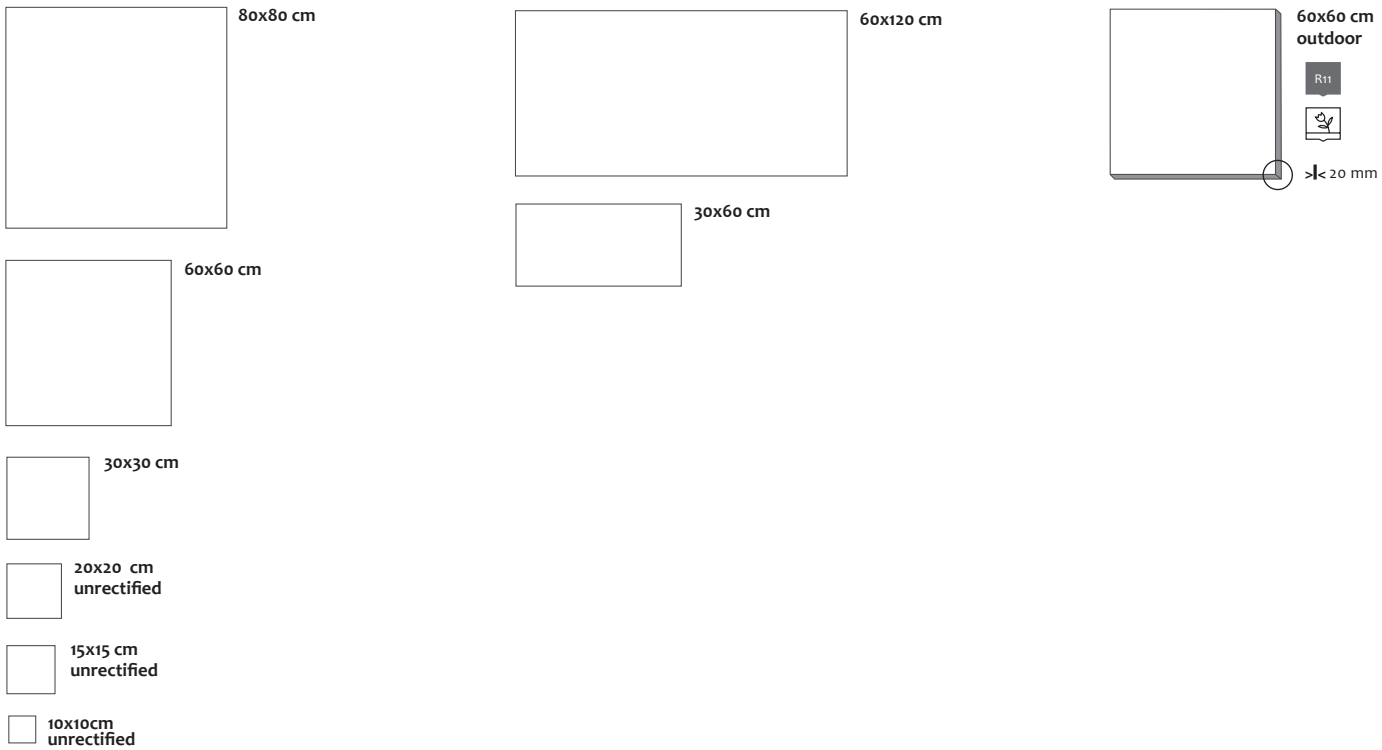 80x80 cm
60x60 cm
30x30 cm
20x20 cm
unrectified
15x15 cm
unrectified
10x10cm
unrectified
60x120 cm
30x60 cm
60x60 cm
outdoor
R11
>|< 20 mm